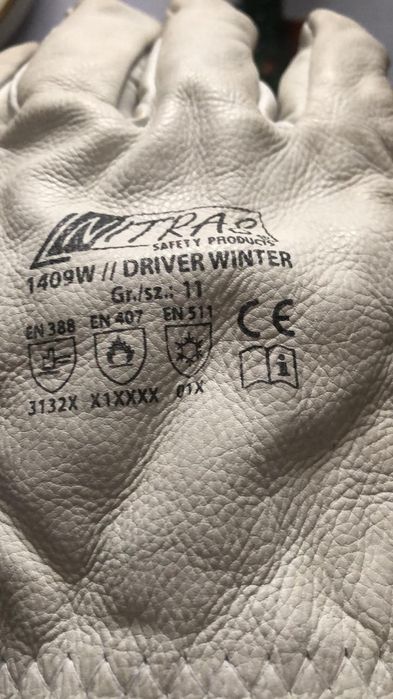 NITRAS
SAFETY PRODUCTS
1409W // DRIVER WINTER
Gr./sz.: 11
EN 388 EN 407 EN 511 CE
i
3132X X1XXXX 01X